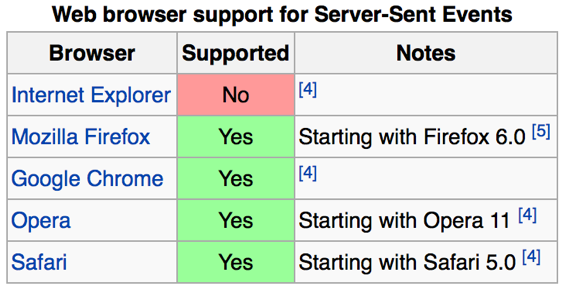 Web browser support for Server-Sent Events
Browser Supported Notes
Internet Explorer No [4]
Mozilla Firefox Yes Starting with Firefox 6.0 [5]
Google Chrome Yes [4]
Opera Yes Starting with Opera 11 [4]
Safari Yes Starting with Safari 5.0 [4]